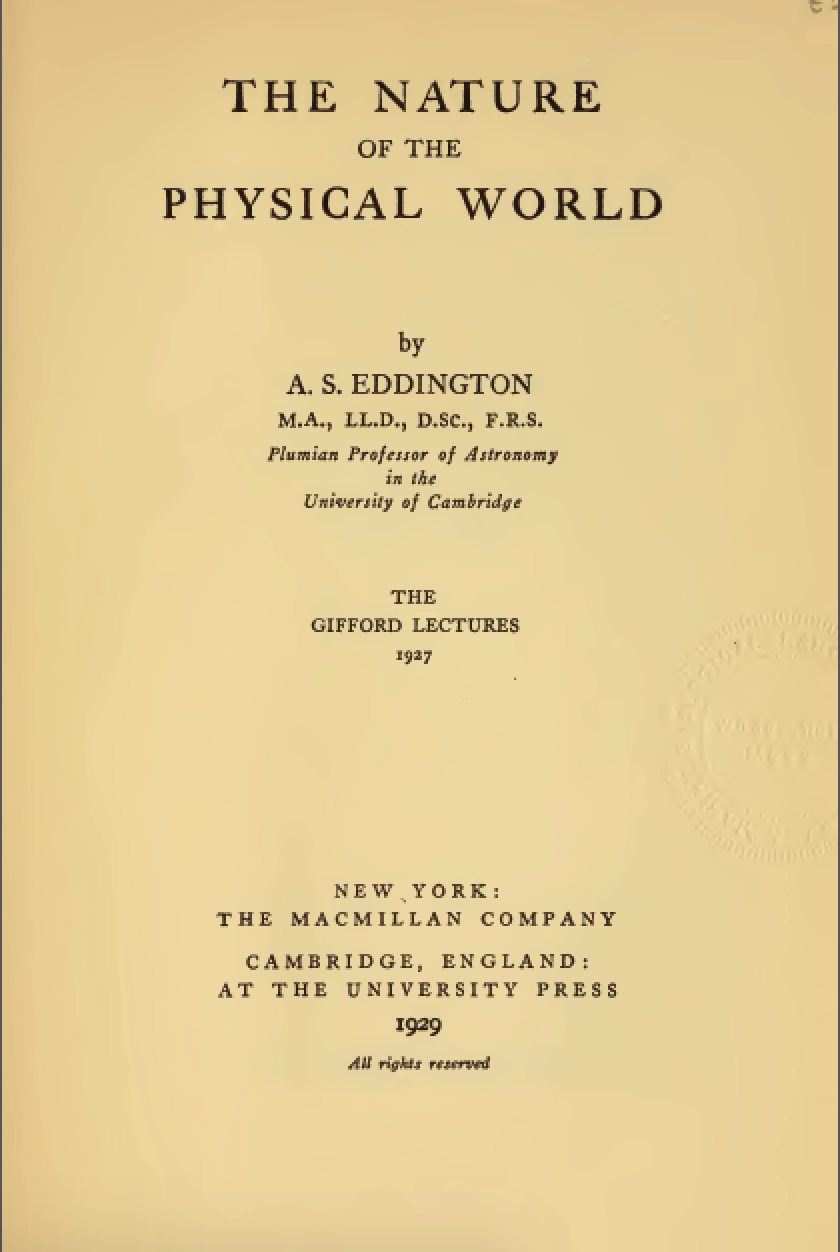 THE NATURE
OF THE
PHYSICAL WORLD
by
A. S. EDDINGTON
M.A., LL.D., D.SC., F.R.S.
Plumian Professor of Astronomy
in the
University of Cambridge
THE
GIFFORD LECTURES
1927
NEW YORK:
THE MACMILLAN COMPANY
CAMBRIDGE, ENGLAND:
AT THE UNIVERSITY PRESS
1929
All rights reserved